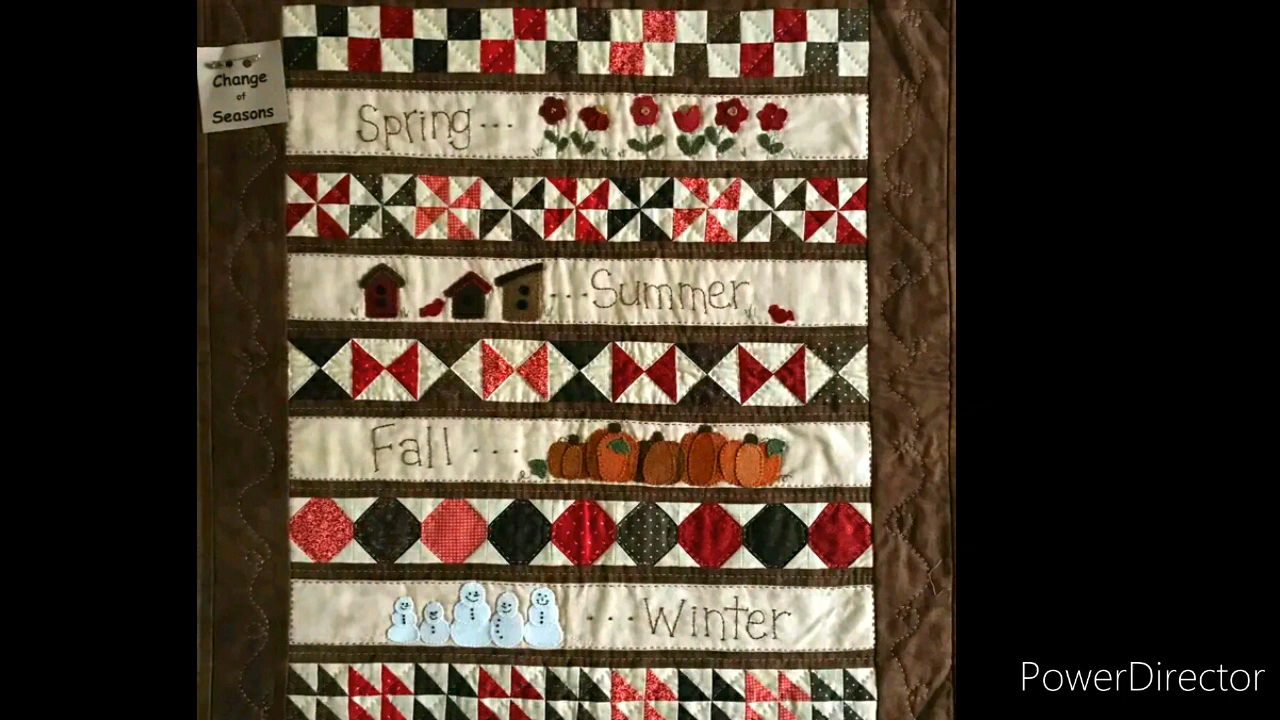 Change
of
Seasons
Spring...
...Summer
Fall...
...Winter
PowerDirector